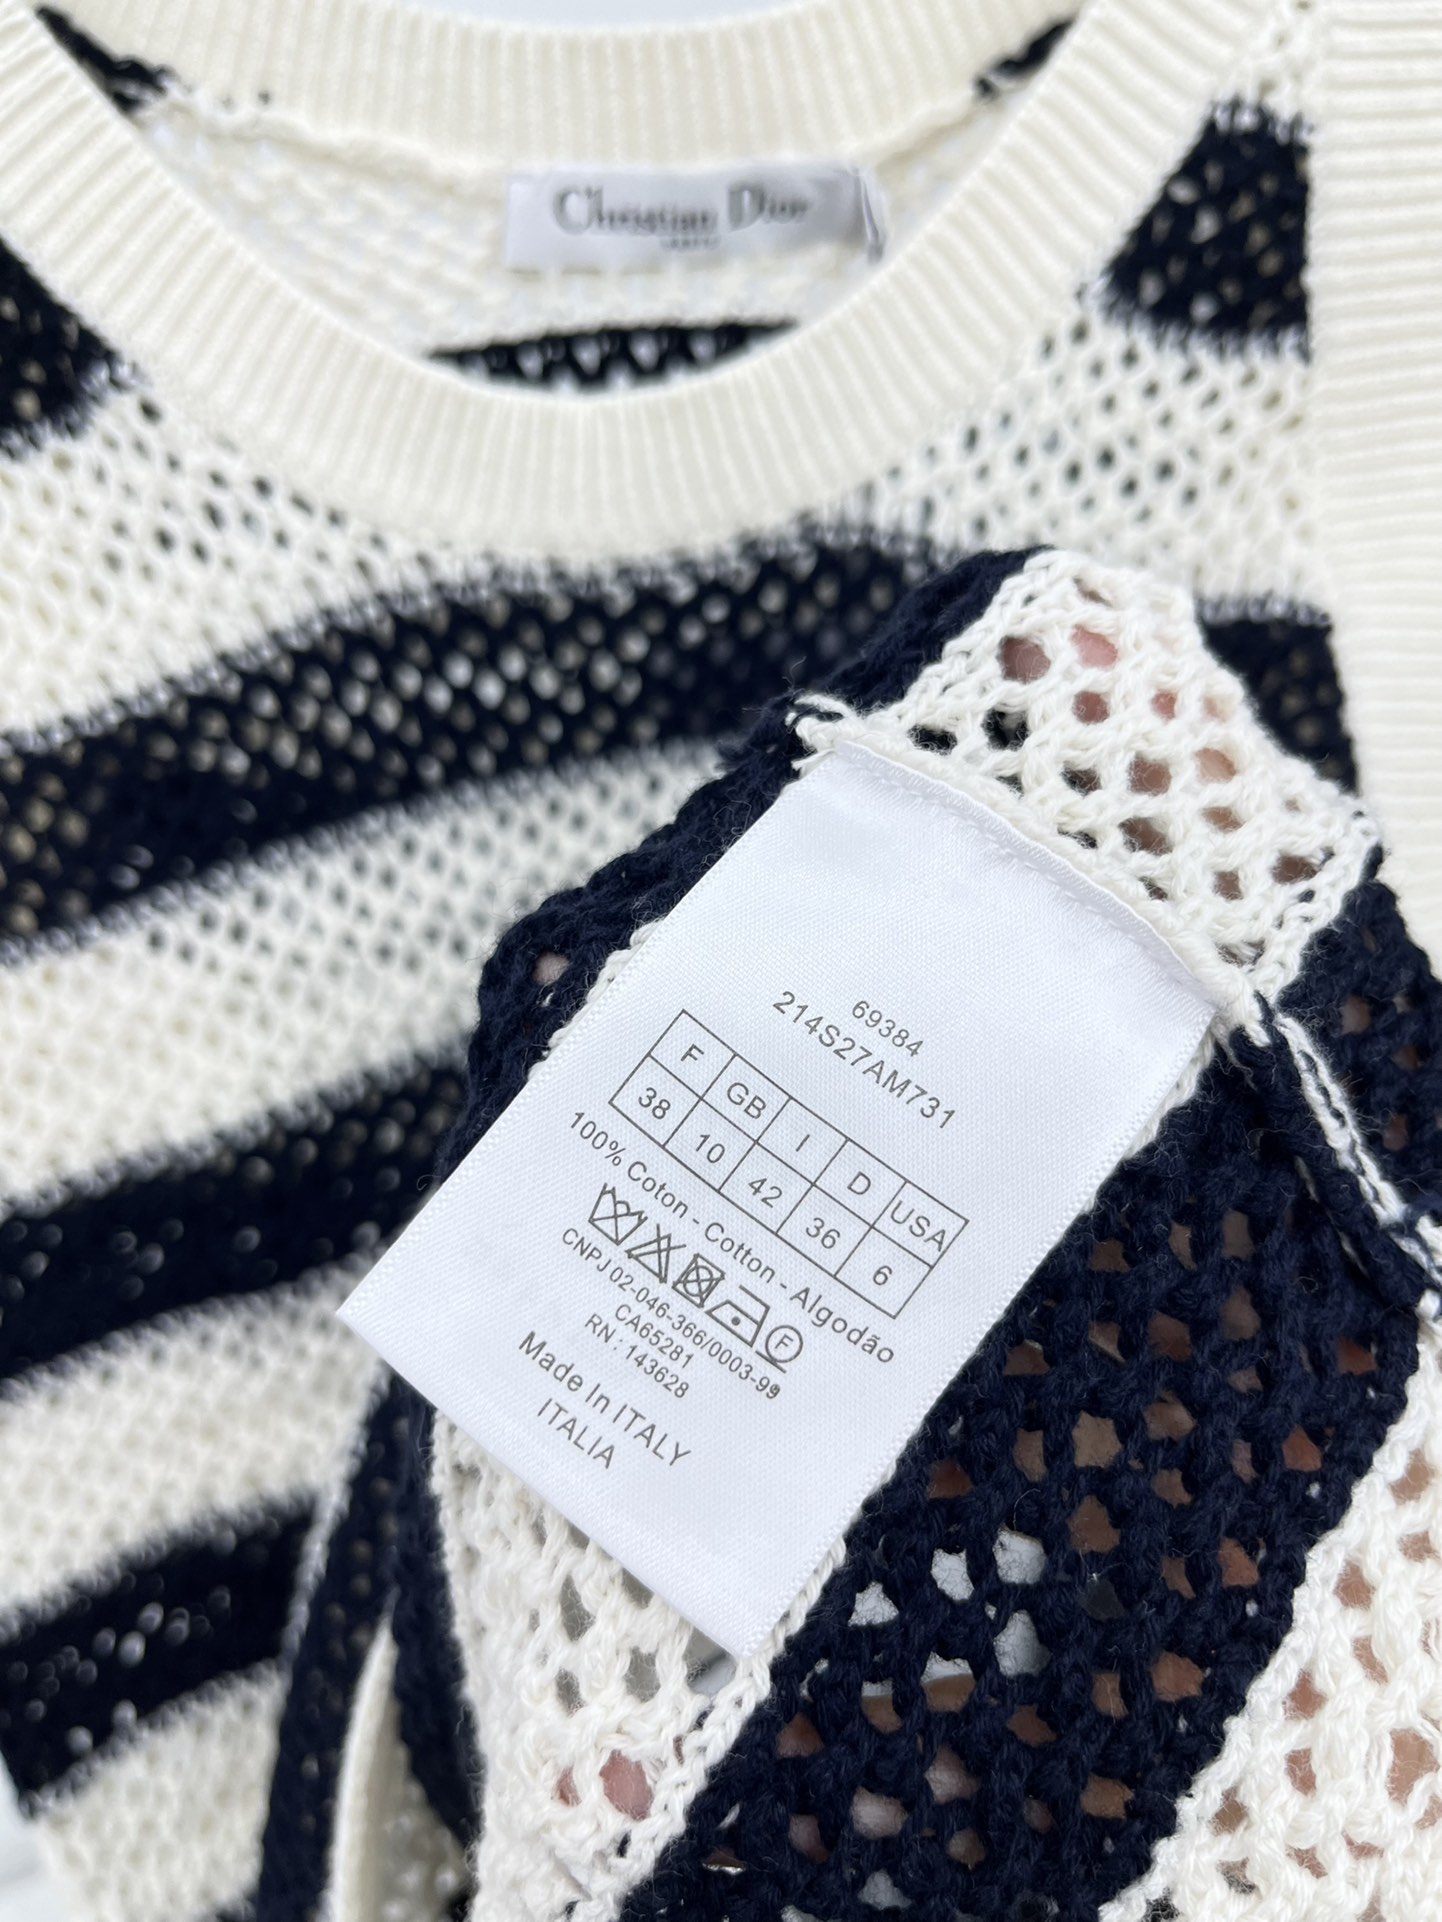 Christian Dior
PARIS
69384
214S27AM731
F GB I D USA
38 10 42 36 6
100% Coton - Cotton - Algodão
F
CNPJ 02-046-366/0003-99
CA65281
RN : 143628
Made In ITALY
ITALIA